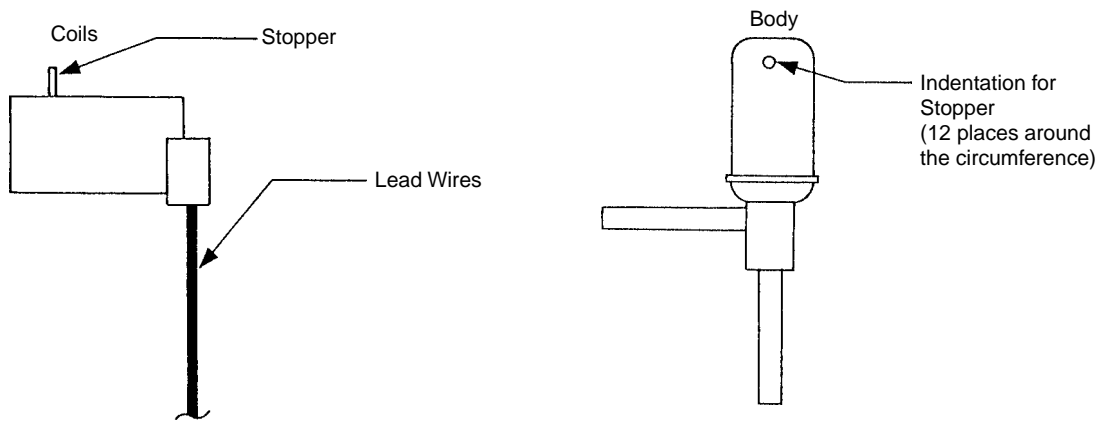 Coils
Stopper
Lead Wires
Body
Indentation for
Stopper
(12 places around
the circumference)